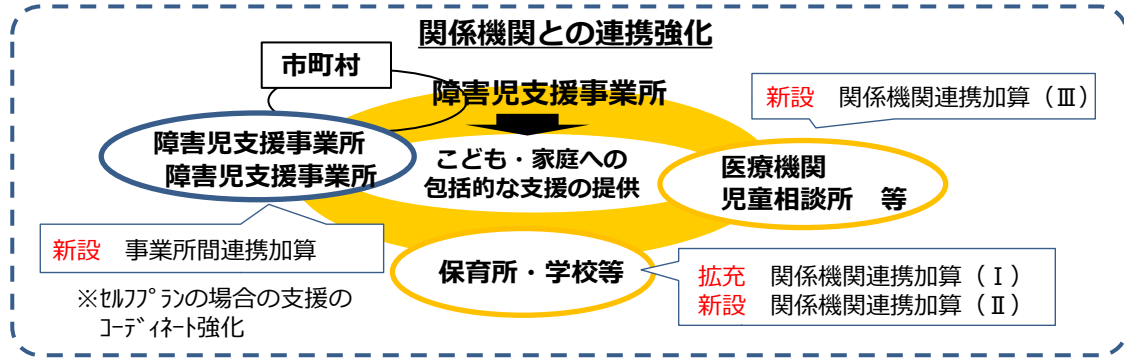 関係機関との連携強化
市町村
障害児支援事業所
新設　関係機関連携加算（Ⅲ）
障害児支援事業所
障害児支援事業所
こども・家庭への
包括的な支援の提供
医療機関
児童相談所　等
新設　事業所間連携加算
保育所・学校等
拡充　関係機関連携加算（Ⅰ）
新設　関係機関連携加算（Ⅱ）
※ｾﾙﾌﾌﾟﾗﾝの場合の支援の
ｺｰﾃﾞｨﾈｰﾄ強化